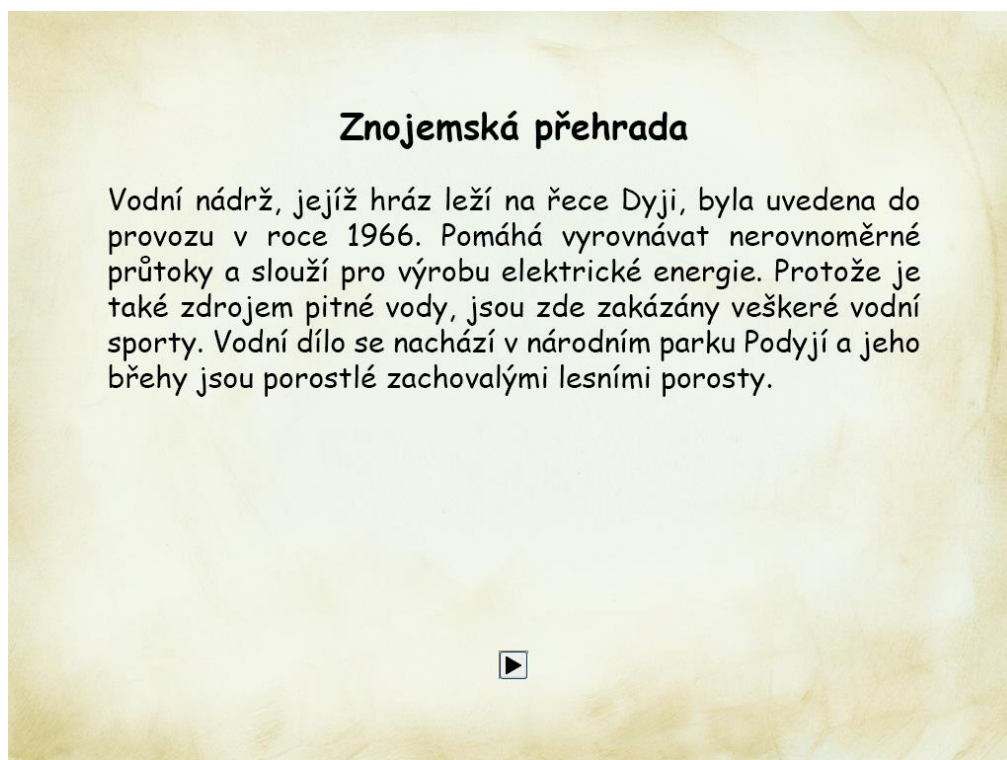 Znojemská přehrada
Vodní nádrž, jejíž hráz leží na řece Dyji, byla uvedena do
provozu v roce 1966. Pomáhá vyrovnávat nerovnoměrné
průtoky a slouží pro výrobu elektrické energie. Protože je
také zdrojem pitné vody, jsou zde zakázány veškeré vodní
sporty. Vodní dílo se nachází v národním parku Podyjí a jeho
břehy jsou porostlé zachovalými lesními porosty.